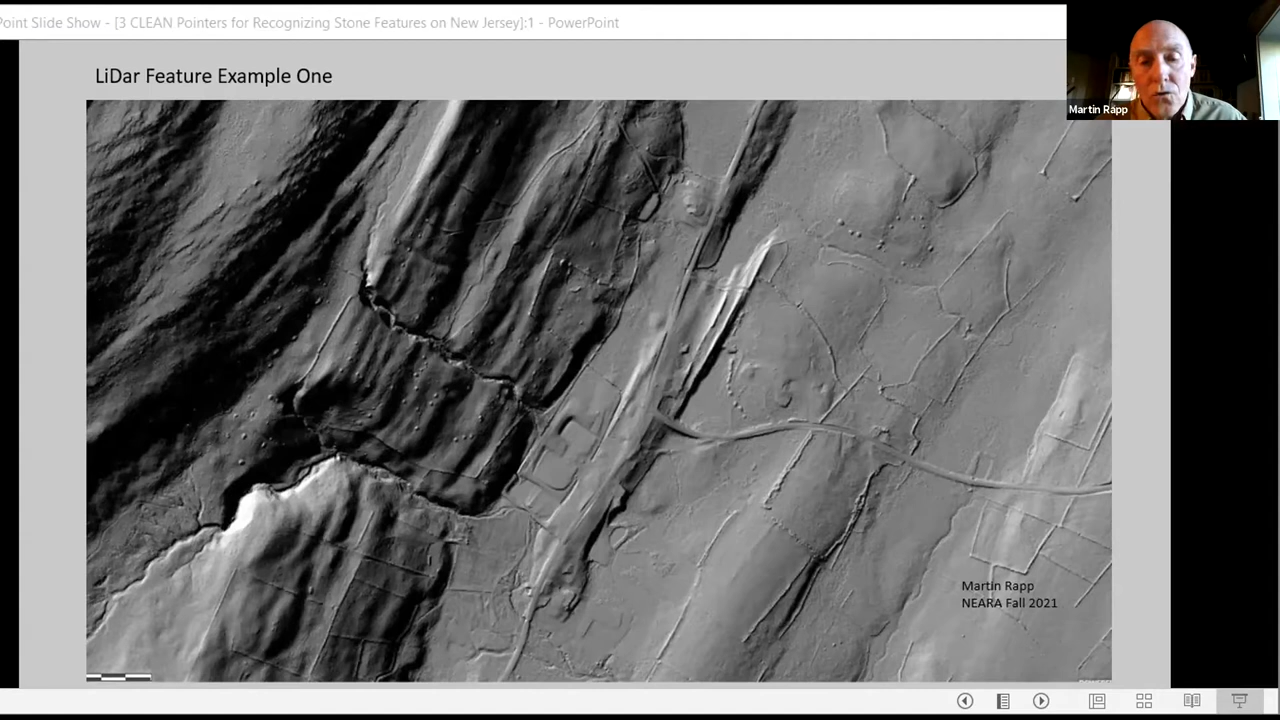 Point Slide Show - [3 CLEAN Pointers for Recognizing Stone Features on New Jersey]:1 - PowerPoint
Martin Rapp
LiDar Feature Example One
Martin Rapp
NEARA Fall 2021